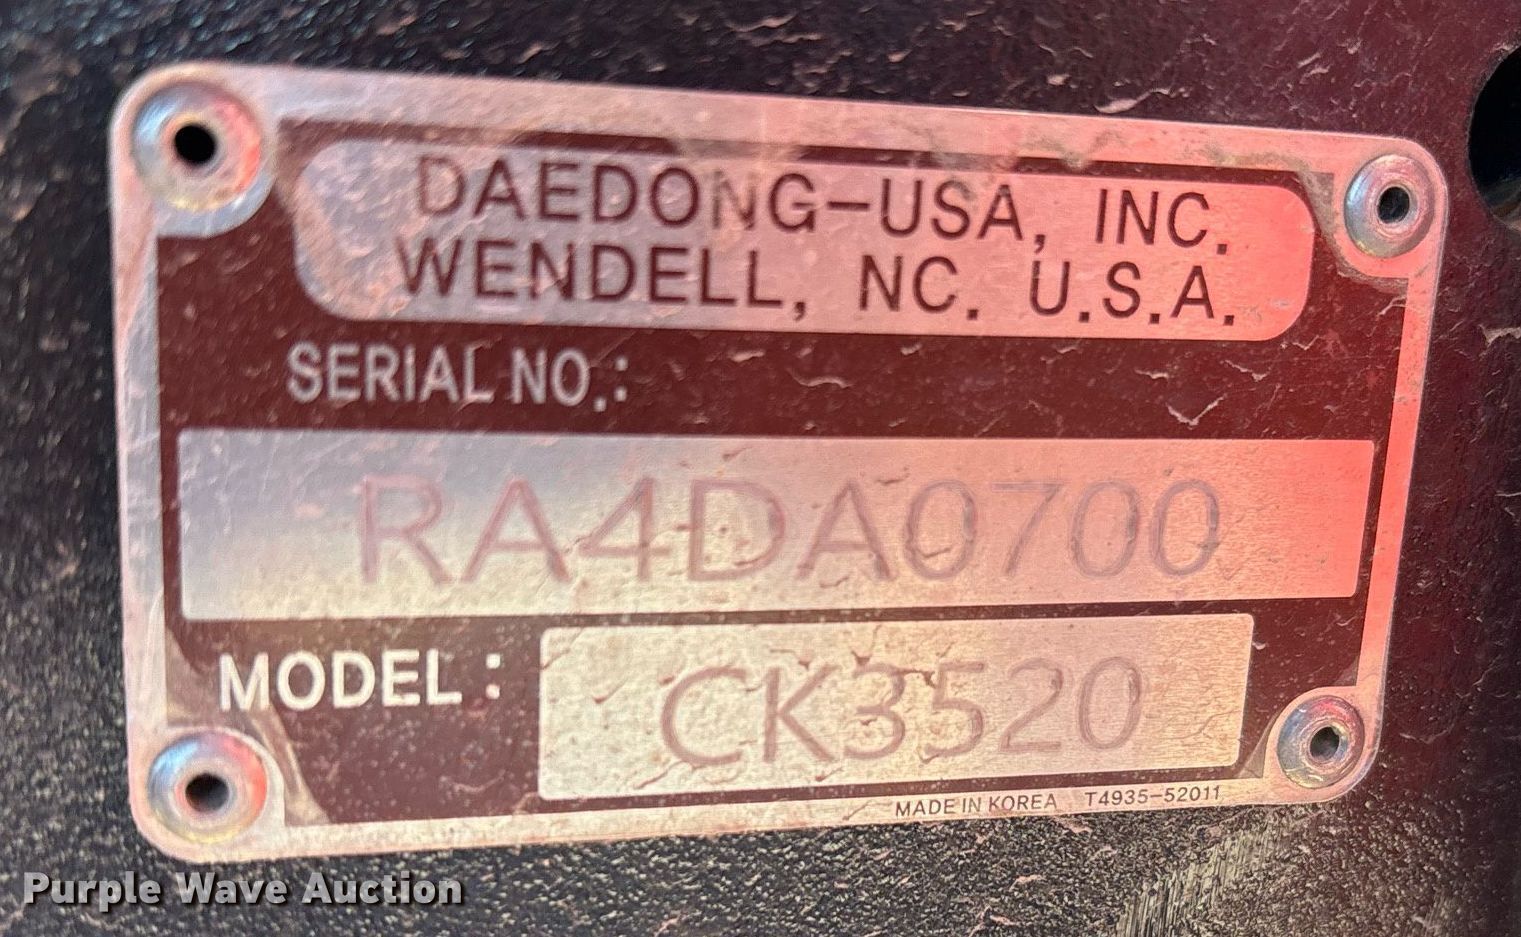 DAEDONG-USA, INC.
WENDELL, NC. U.S.A.
SERIAL NO.:
RA4DA0700
MODEL: CK3520
MADE IN KOREA T4935-52011
Purple Wave Auction